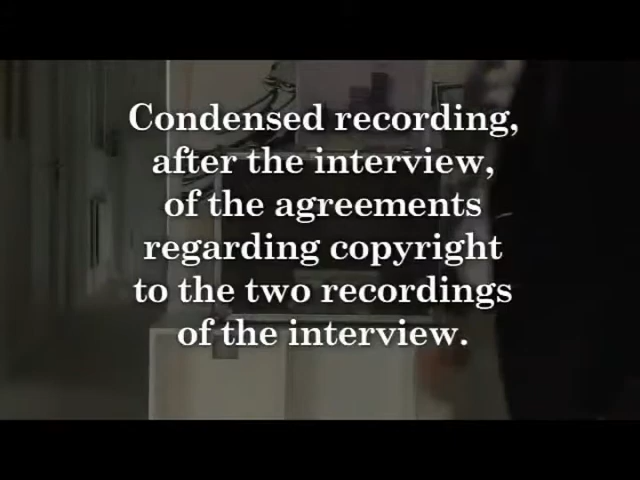 Condensed recording,
after the interview,
of the agreements
regarding copyright
to the two recordings
of the interview.